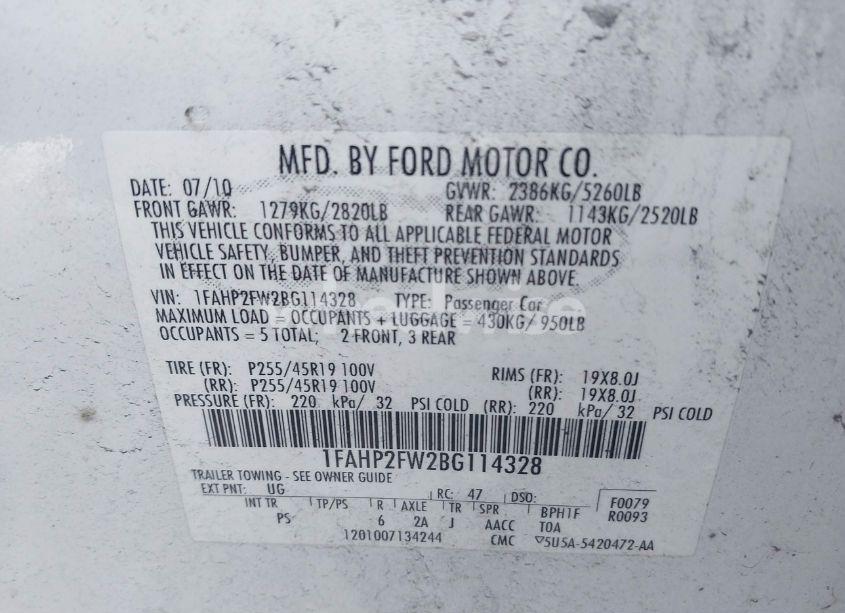 MFD. BY FORD MOTOR CO.
DATE: 07/10 GVWR: 2386KG/5260LB
FRONT GAWR: 1279KG/2820LB REAR GAWR: 1143KG/2520LB
THIS VEHICLE CONFORMS TO ALL APPLICABLE FEDERAL MOTOR
VEHICLE SAFETY, BUMPER, AND THEFT PREVENTION STANDARDS
IN EFFECT ON THE DATE OF MANUFACTURE SHOWN ABOVE
VIN: 1FAHP2FW2BG114328 TYPE: Passenger Car
MAXIMUM LOAD = OCCUPANTS + LUGGAGE = 430KG/ 950LB
OCCUPANTS = 5 TOTAL; 2 FRONT, 3 REAR
TIRE (FR): P255/45R19 100V RIMS (FR): 19X8.0J
(RR): P255/45R19 100V (RR): 19X8.0J
PRESSURE (FR): 220 kPa/ 32 PSI COLD (RR): 220 kPa/ 32 PSI COLD
1FAHP2FW2BG114328
TRAILER TOWING - SEE OWNER GUIDE
EXT PNT: UG RC: 47 DSO: F0079
INT TR TP/PS R AXLE TR SPR BPH1F R0093
PS 6 2A J AACC TOA
1201007134244 CMC ▽5U5A-5420472-AA